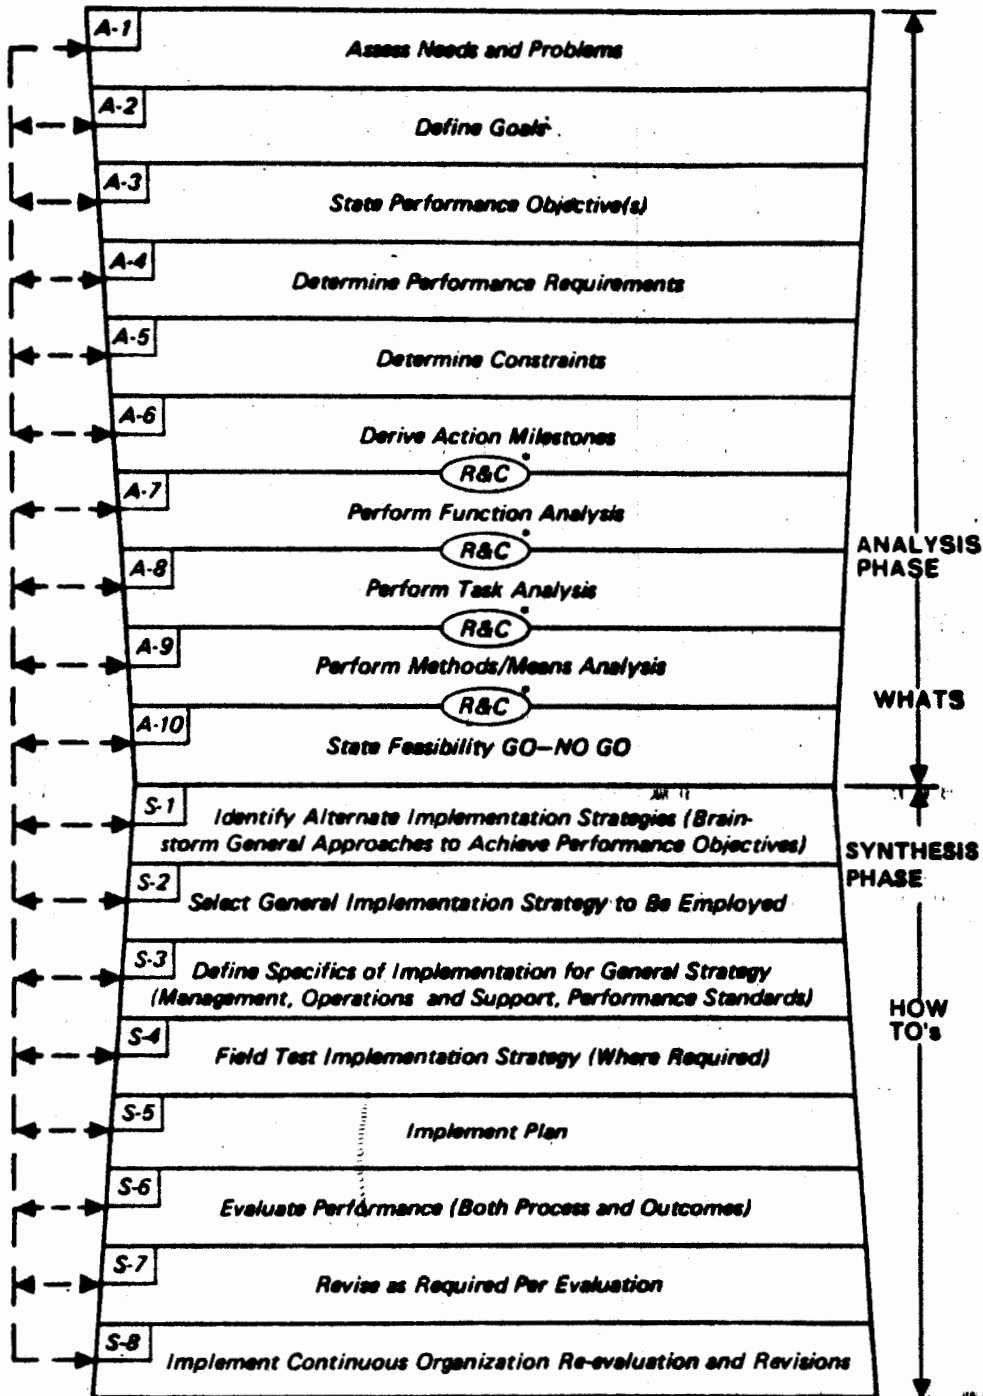 A-1
Assess Needs and Problems
A-2
Define Goals
A-3
State Performance Objective(s)
A-4
Determine Performance Requirements
A-5
Determine Constraints
A-6
Derive Action Milestones
R&C*
A-7
Perform Function Analysis
R&C*
A-8
Perform Task Analysis
R&C*
A-9
Perform Methods/Means Analysis
R&C*
A-10
State Feasibility GO—NO GO
ANALYSIS
PHASE
WHATS
S-1
Identify Alternate Implementation Strategies (Brain-
storm General Approaches to Achieve Performance Objectives)
S-2
Select General Implementation Strategy to Be Employed
S-3
Define Specifics of Implementation for General Strategy
(Management, Operations and Support, Performance Standards)
S-4
Field Test Implementation Strategy (Where Required)
S-5
Implement Plan
S-6
Evaluate Performance (Both Process and Outcomes)
S-7
Revise as Required Per Evaluation
S-8
Implement Continuous Organization Re-evaluation and Revisions
SYNTHESIS
PHASE
HOW
TO's